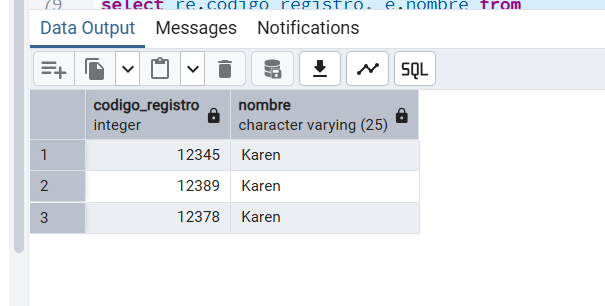 79 select re.codigo_registro, e.nombre from
Data Output Messages Notifications
SQL
codigo_registro nombre
integer character varying (25)
1 12345 Karen
2 12389 Karen
3 12378 Karen